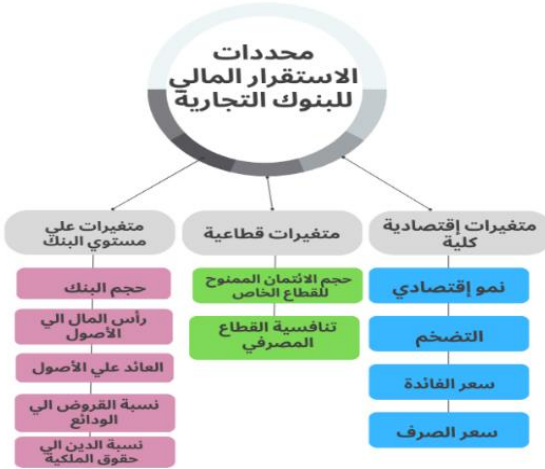 محددات
الاستقرار المالي
للبنوك التجارية
متغيرات إقتصادية
كلية
نمو إقتصادي
التضخم
سعر الفائدة
سعر الصرف
متغيرات قطاعية
حجم الائتمان الممنوح
للقطاع الخاص
تنافسية القطاع
المصرفي
متغيرات علي
مستوي البنك
حجم البنك
رأس المال الي
الأصول
العائد علي الأصول
نسبة القروض الي
الودائع
نسبة الدين الي
حقوق الملكية